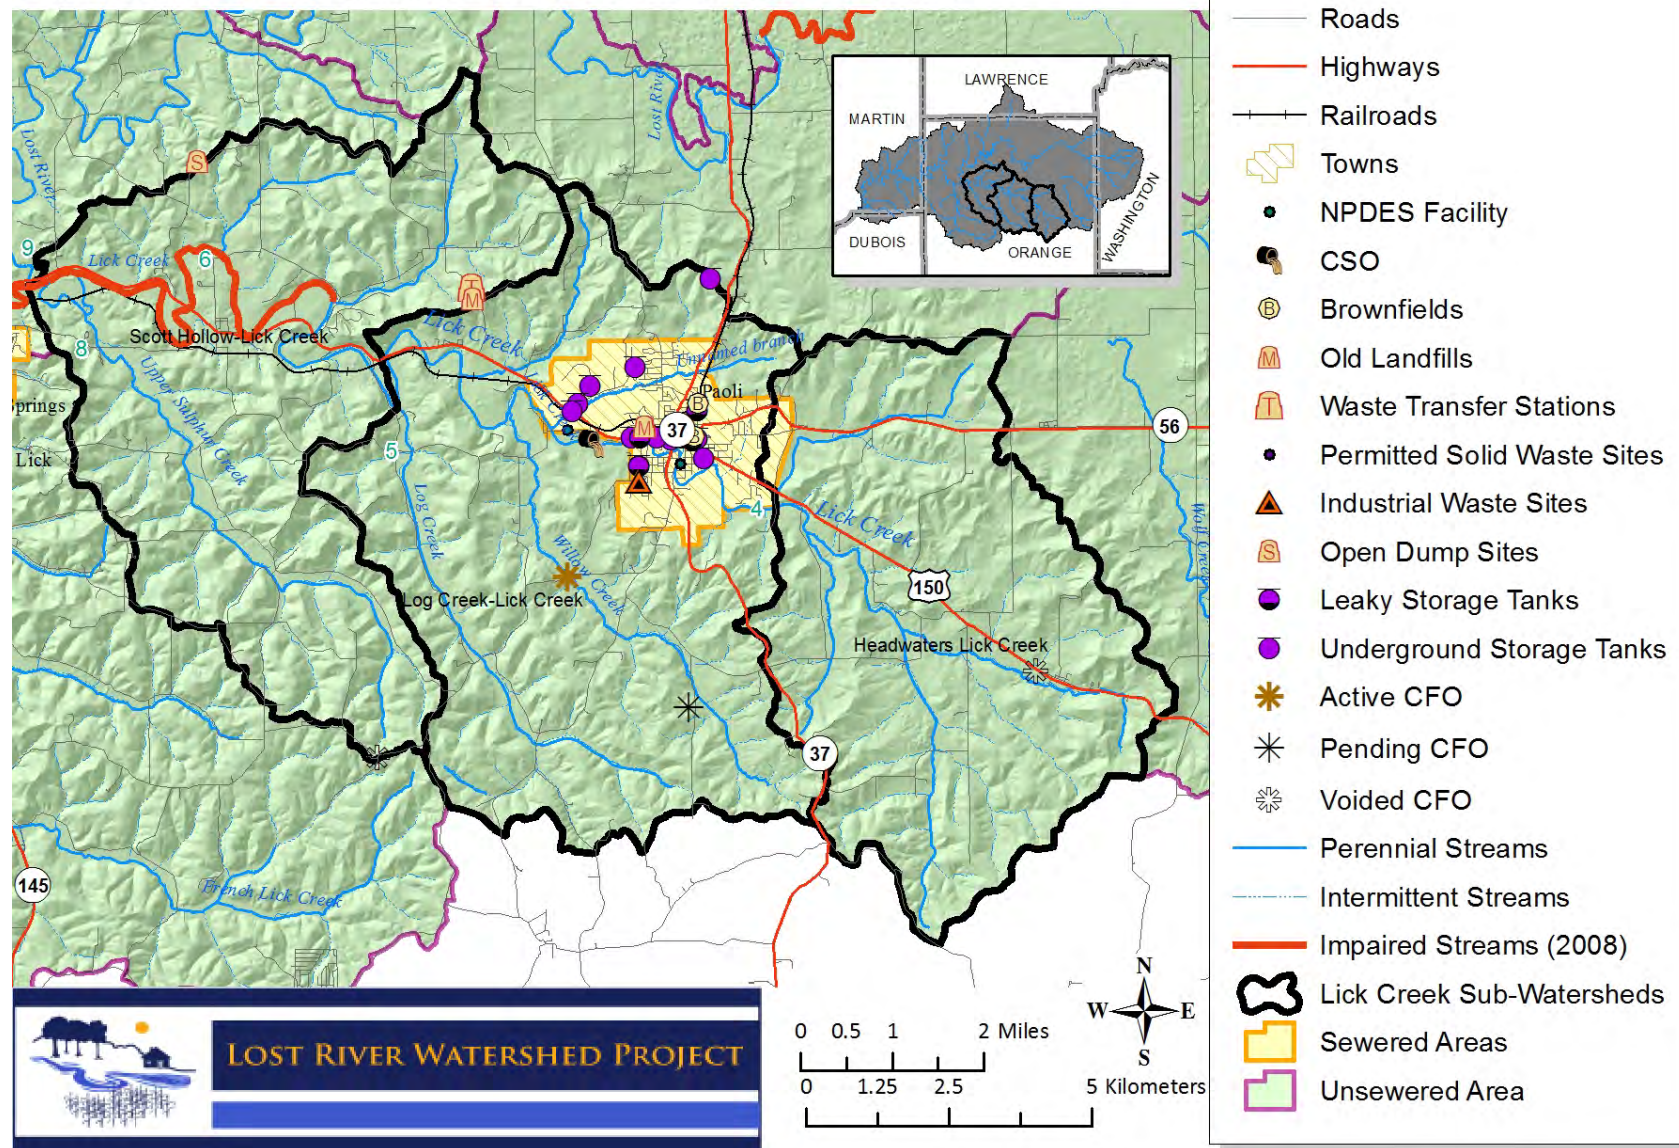 Lost River
Lost River
LAWRENCE
MARTIN
WASHINGTON
DUBOIS
ORANGE
9
Lick Creek
6
S
T
M
Scott Hollow-Lick Creek
Lick Creek
Unnamed branch
8
Upper Sulphur Creek
Paoli
B
M
37
B
56
Springs
Lick
5
Log Creek
4
Lick Creek
Wolf Creek
Willow Creek
150
Log Creek-Lick Creek
Headwaters Lick Creek
37
145
French Lick Creek
LOST RIVER WATERSHED PROJECT
0 0.5 1 2 Miles
0 1.25 2.5 5 Kilometers
N
W E
S
Roads
Highways
Railroads
Towns
NPDES Facility
CSO
B Brownfields
M Old Landfills
T Waste Transfer Stations
Permitted Solid Waste Sites
Industrial Waste Sites
S Open Dump Sites
Leaky Storage Tanks
Underground Storage Tanks
Active CFO
Pending CFO
Voided CFO
Perennial Streams
Intermittent Streams
Impaired Streams (2008)
Lick Creek Sub-Watersheds
Sewered Areas
Unsewered Area